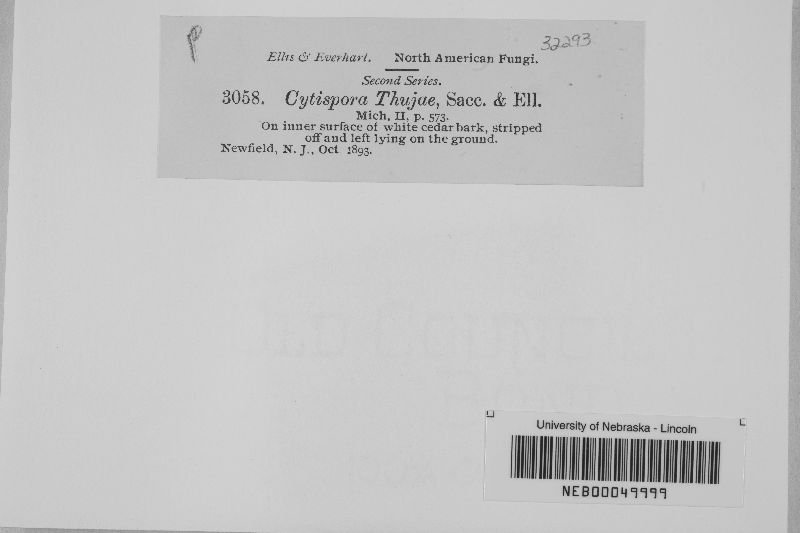 P
32293
Ellis & Everhart. North American Fungi.
Second Series.
3058. Cytispora Thujae, Sacc. & Ell.
Mich, II, p. 573.
On inner surface of white cedar bark, stripped
off and left lying on the ground.
Newfield, N. J., Oct 1893.
University of Nebraska - Lincoln
NEB00049999